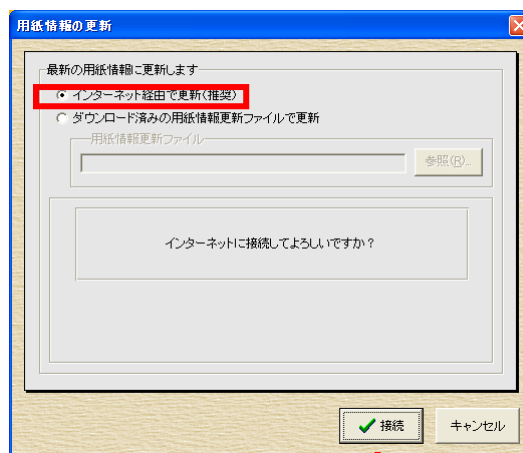 用紙情報の更新
最新の用紙情報に更新します
インターネット経由で更新(推奨)
ダウンロード済みの用紙情報更新ファイルで更新
用紙情報更新ファイル
参照(R)...
インターネットに接続してよろしいですか？
接続
キャンセル